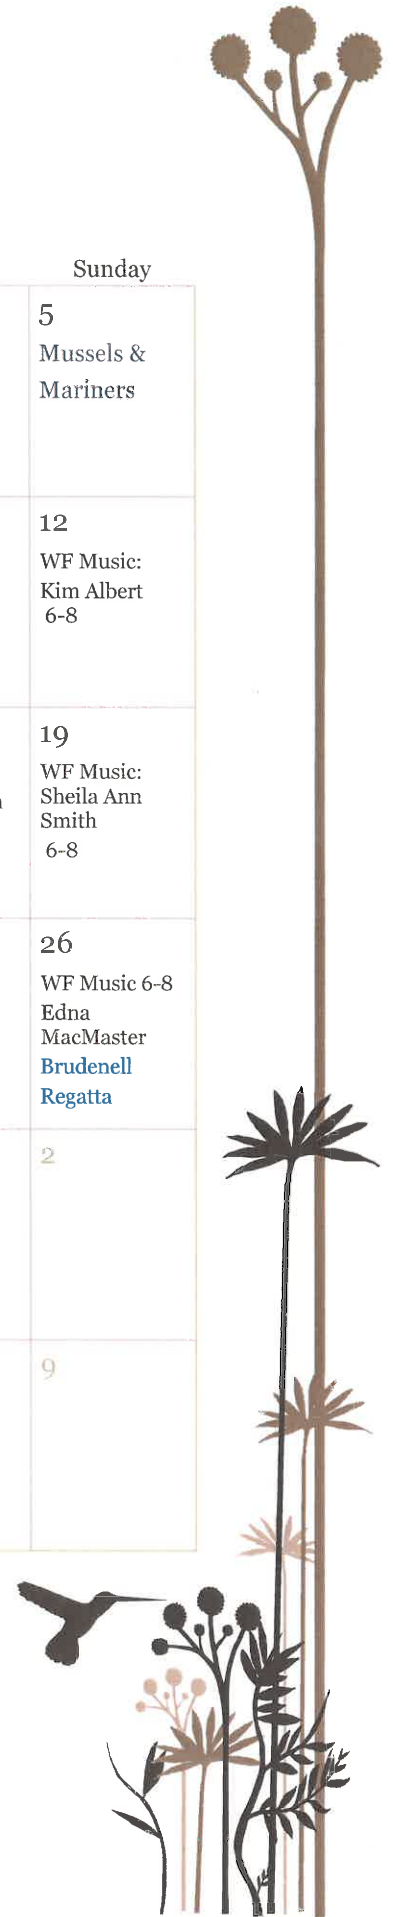 Sunday
5
Mussels &
Mariners
12
WF Music:
Kim Albert
6-8
19
WF Music:
Sheila Ann
Smith
6-8
26
WF Music 6-8
Edna
MacMaster
Brudenell
Regatta
2
9